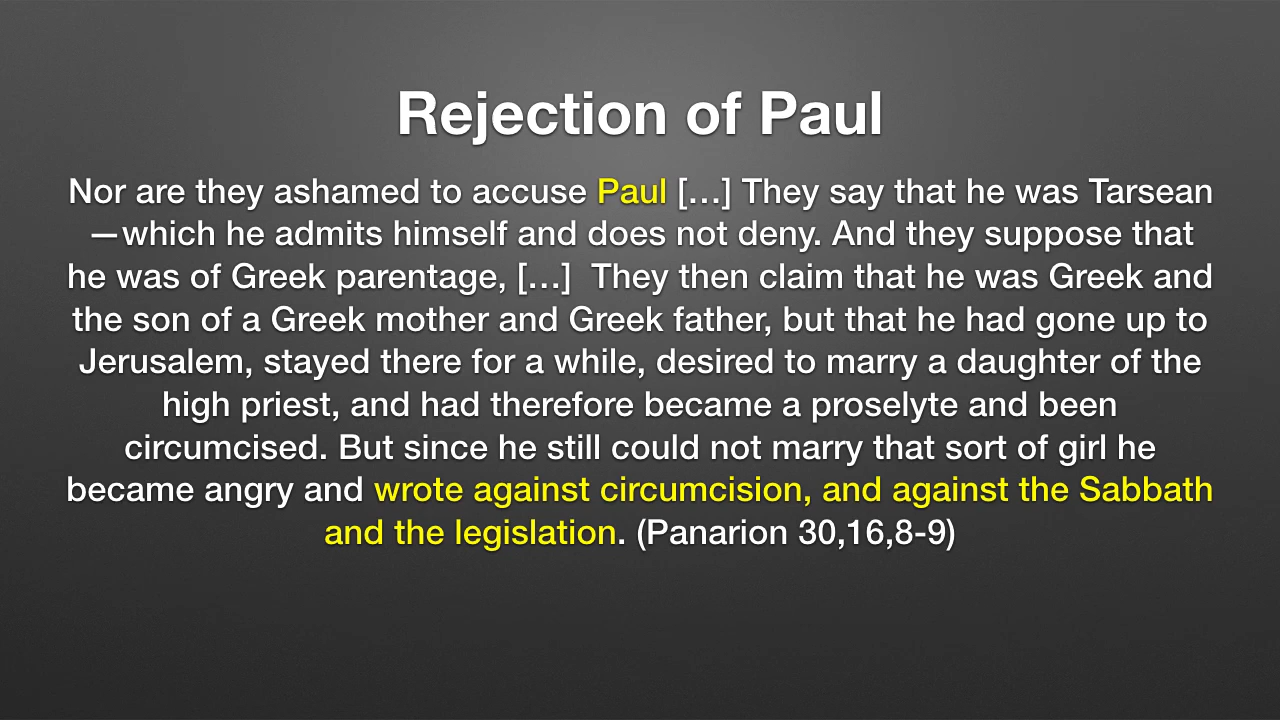 Rejection of Paul
Nor are they ashamed to accuse Paul […] They say that he was Tarsean
—which he admits himself and does not deny. And they suppose that
he was of Greek parentage, […]  They then claim that he was Greek and
the son of a Greek mother and Greek father, but that he had gone up to
Jerusalem, stayed there for a while, desired to marry a daughter of the
high priest, and had therefore became a proselyte and been
circumcised. But since he still could not marry that sort of girl he
became angry and wrote against circumcision, and against the Sabbath
and the legislation. (Panarion 30,16,8-9)